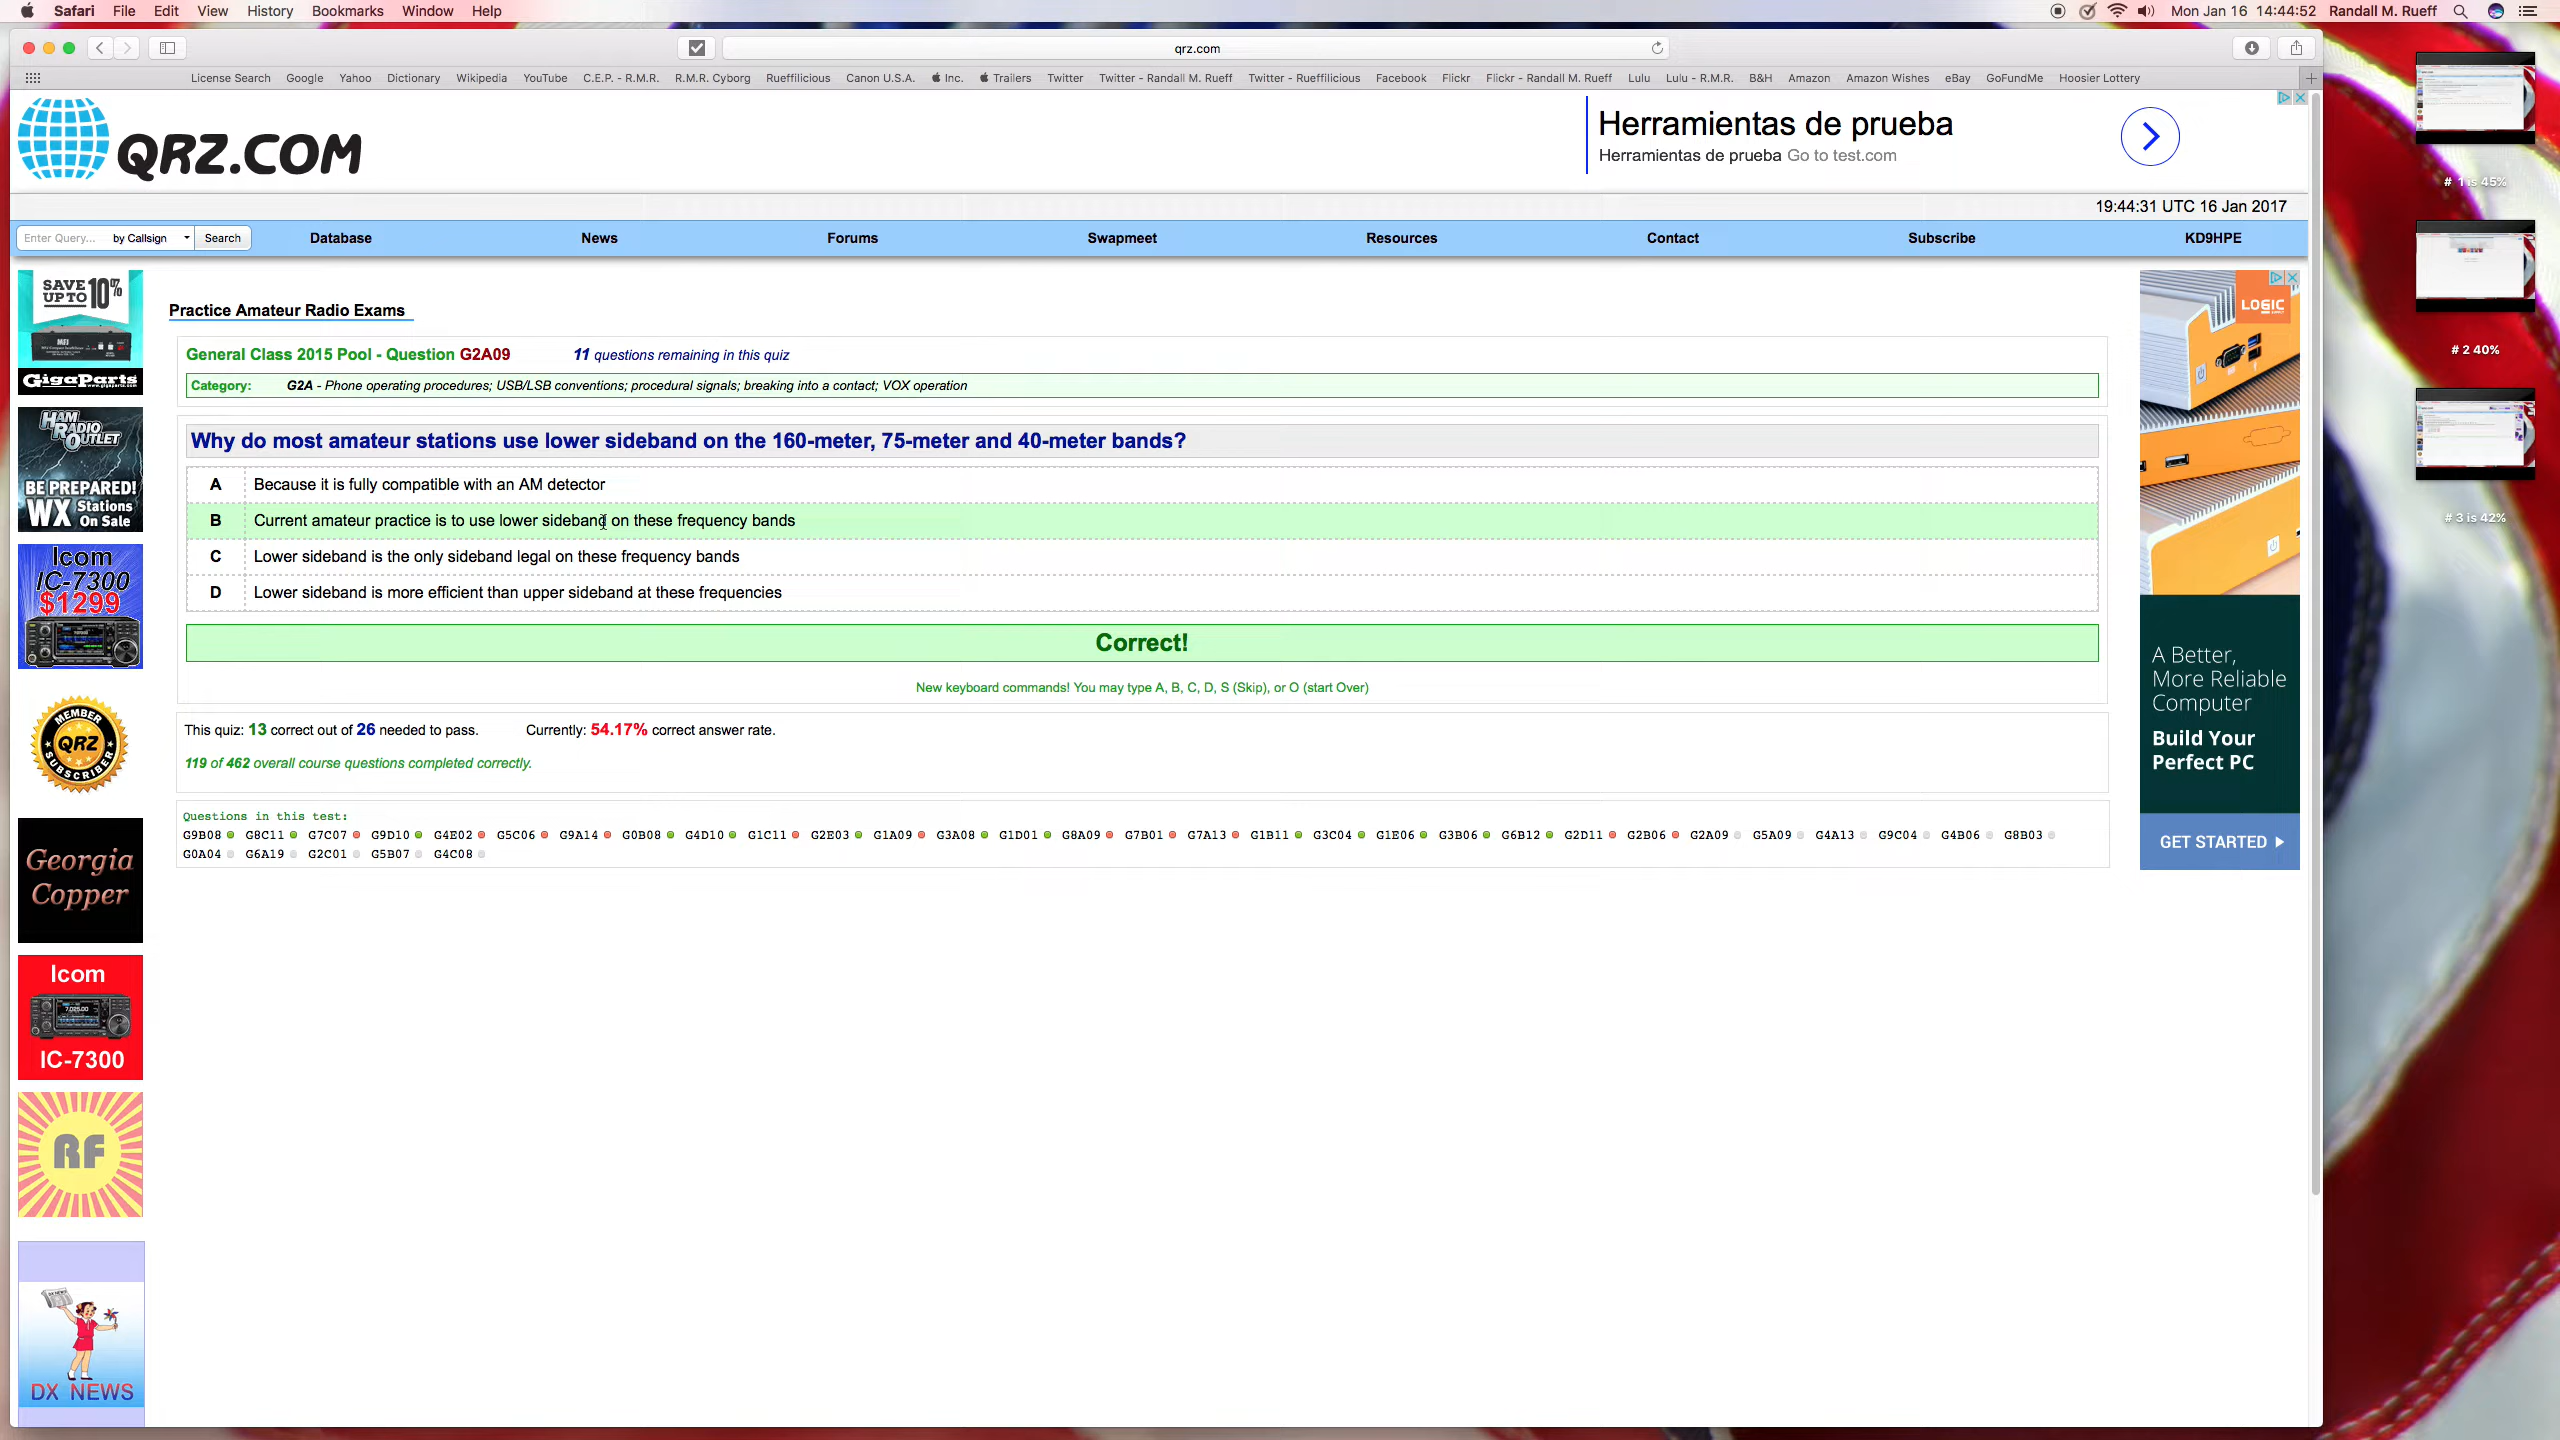 Safari File Edit View History Bookmarks Window Help
Mon Jan 16 14:44:52 Randall M. Rueff
qrz.com
License Search Google Yahoo Dictionary Wikipedia YouTube C.E.P. - R.M.R. R.M.R. Cyborg Rueffilicious Canon U.S.A. Inc. Trailers Twitter Twitter - Randall M. Rueff Twitter - Rueffilicious Facebook Flickr Flickr - Randall M. Rueff Lulu Lulu - R.M.R. B&H Amazon Amazon Wishes eBay GoFundMe Hoosier Lottery
QRZ.COM
Herramientas de prueba
Herramientas de prueba Go to test.com
19:44:31 UTC 16 Jan 2017
Enter Query... by Callsign Search Database News Forums Swapmeet Resources Contact Subscribe KD9HPE
Practice Amateur Radio Exams
General Class 2015 Pool - Question G2A09 11 questions remaining in this quiz
Category: G2A - Phone operating procedures; USB/LSB conventions; procedural signals; breaking into a contact; VOX operation
Why do most amateur stations use lower sideband on the 160-meter, 75-meter and 40-meter bands?
A Because it is fully compatible with an AM detector
B Current amateur practice is to use lower sideband on these frequency bands
C Lower sideband is the only sideband legal on these frequency bands
D Lower sideband is more efficient than upper sideband at these frequencies
Correct!
New keyboard commands! You may type A, B, C, D, S (Skip), or O (start Over)
This quiz: 13 correct out of 26 needed to pass. Currently: 54.17% correct answer rate.
119 of 462 overall course questions completed correctly.
Questions in this test:
G9B08 G8C11 G7C07 G9D10 G4E02 G5C06 G9A14 G0B08 G4D10 G1C11 G2E03 G1A09 G3A08 G1D01 G8A09 G7B01 G7A13 G1B11 G3C04 G1E06 G3B06 G6B12 G2D11 G2B06 G2A09 G5A09 G4A13 G9C04 G4B06 G8B03
G0A04 G6A19 G2C01 G5B07 G4C08
SAVE
UP TO 10%
MFJ
GigaParts
HAM
RADIO
OUTLET
BE PREPARED!
WX Stations
On Sale
Icom
IC-7300
$1299
MEMBER
QRZ
SUBSCRIBER
Georgia
Copper
Icom
IC-7300
RF
DX NEWS
LOGIC
A Better,
More Reliable
Computer
Build Your
Perfect PC
GET STARTED
# 1 is 45%
# 2 40%
# 3 is 42%